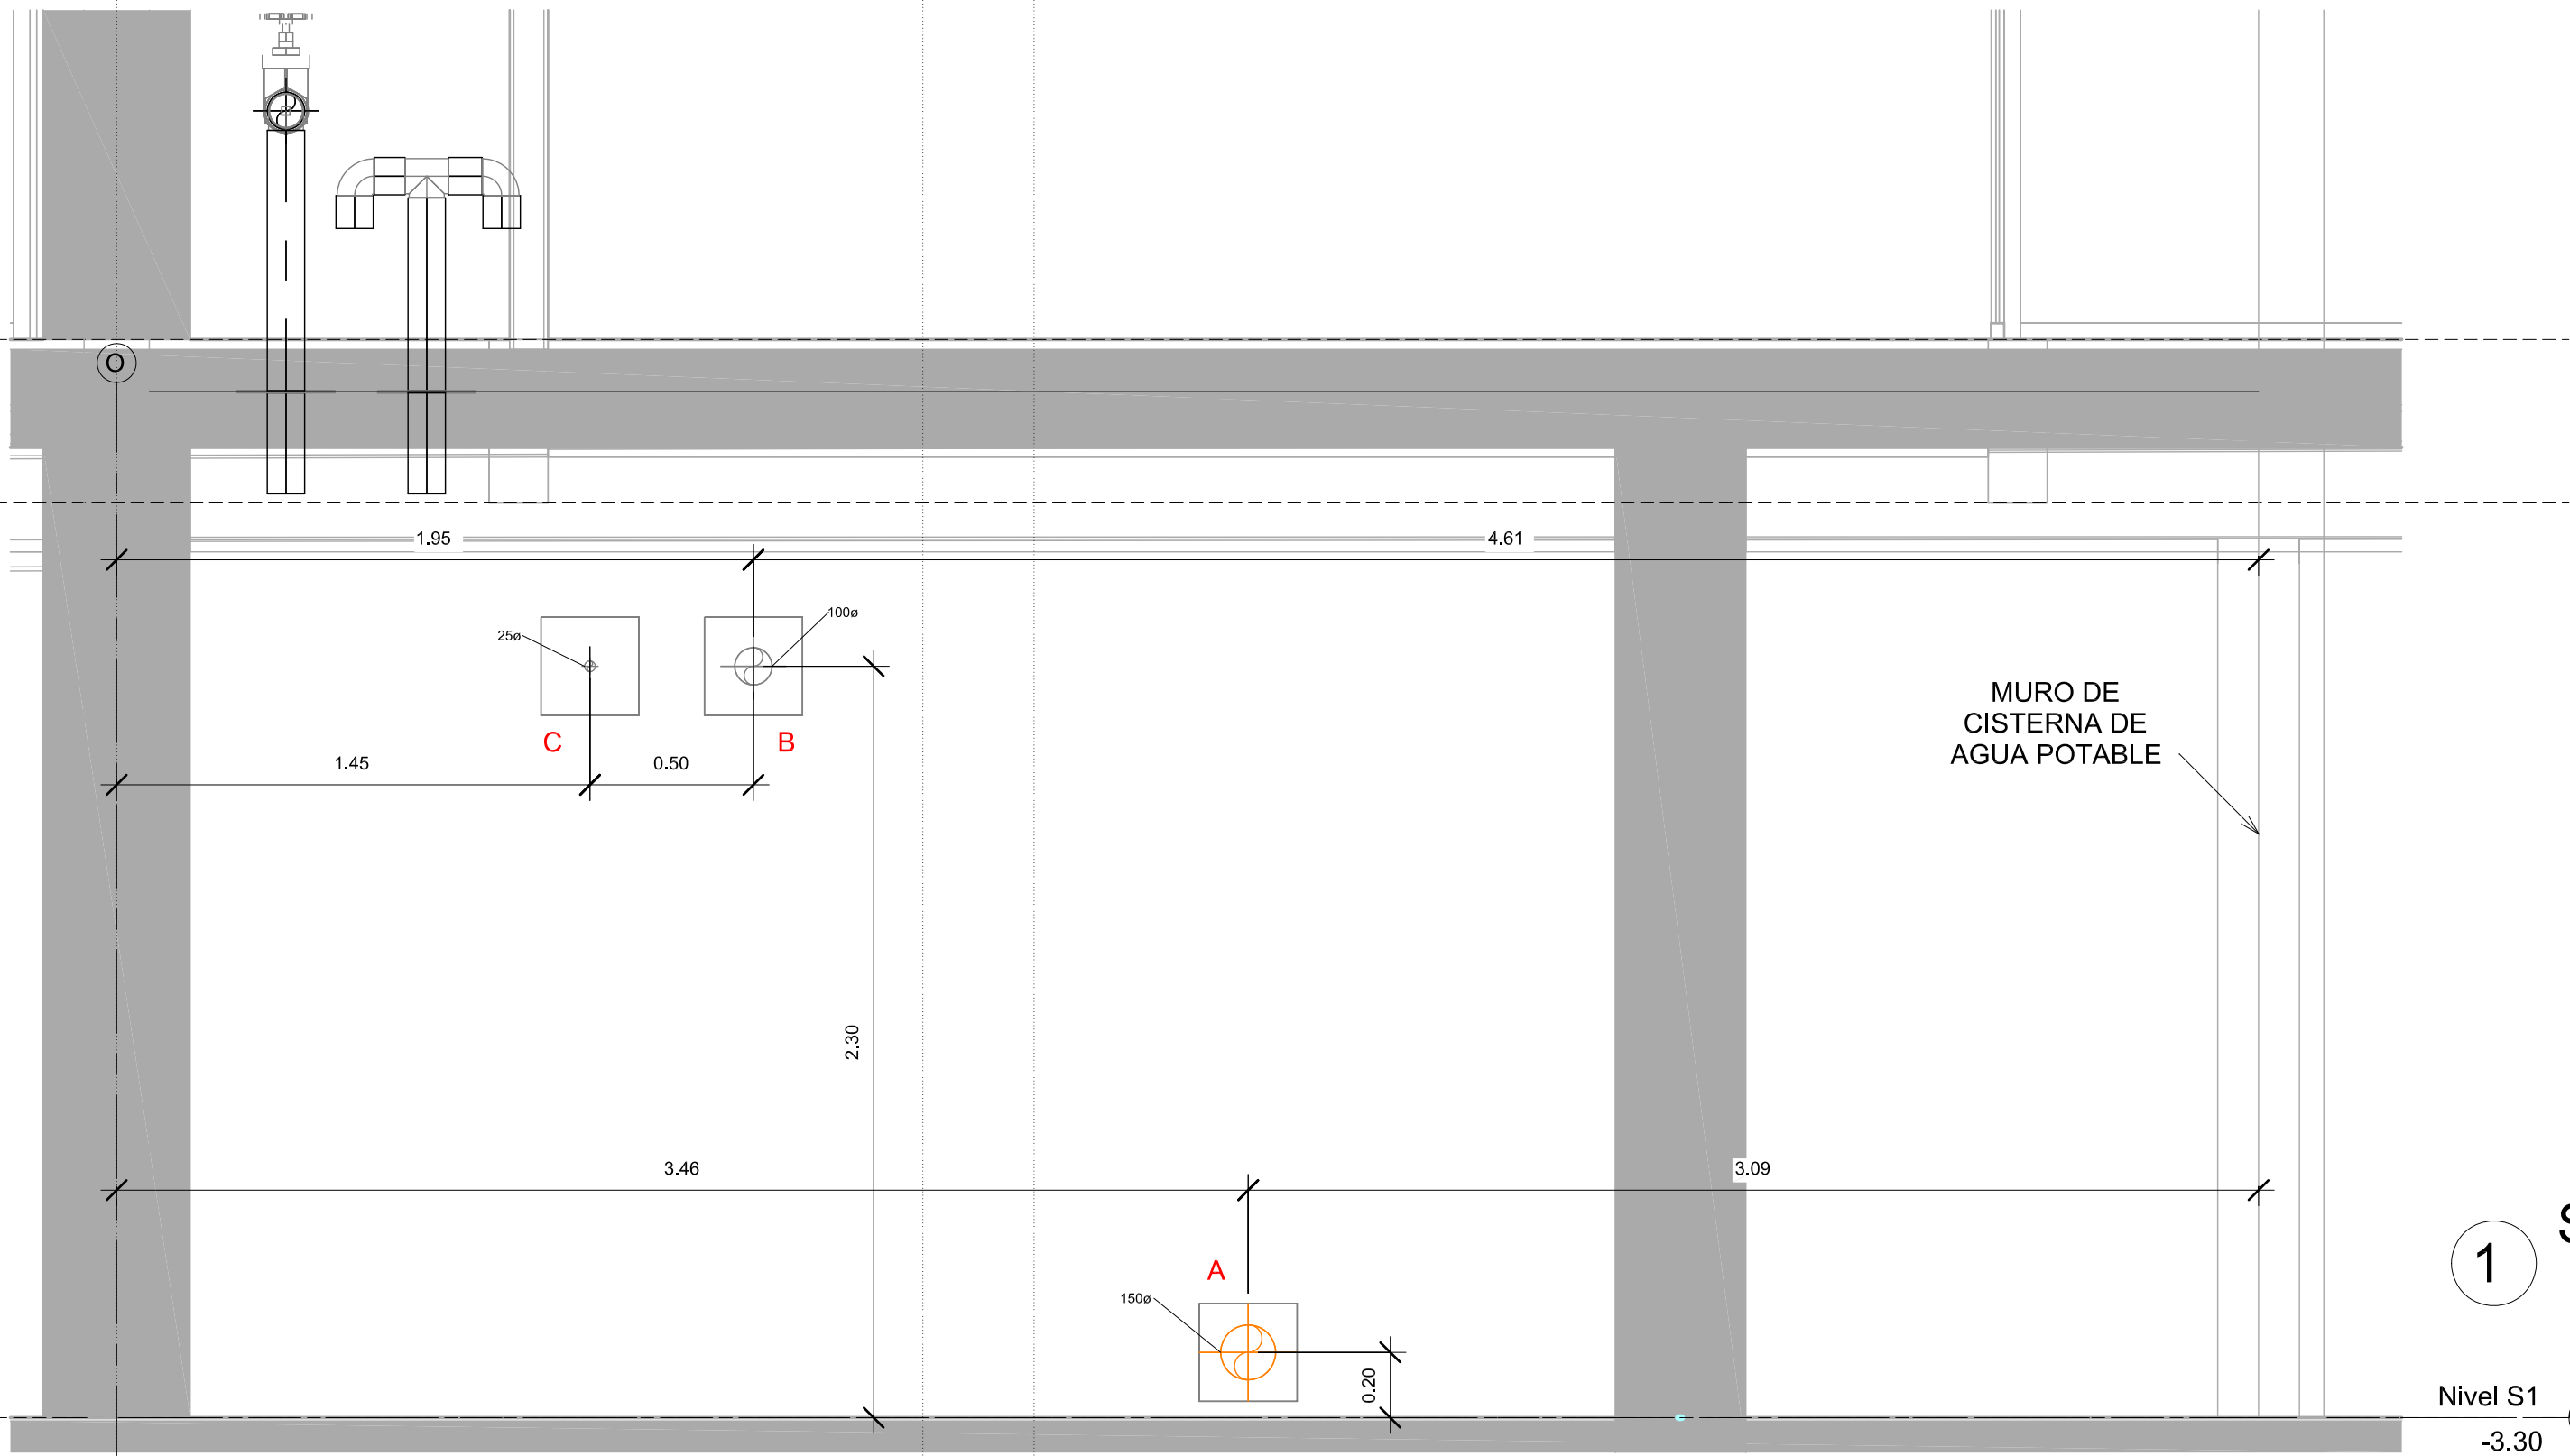 O
1.95
4.61
25ø
100ø
C
B
1.45
0.50
MURO DE
CISTERNA DE
AGUA POTABLE
2.30
3.46
3.09
A
150ø
0.20
1
Nivel S1
-3.30